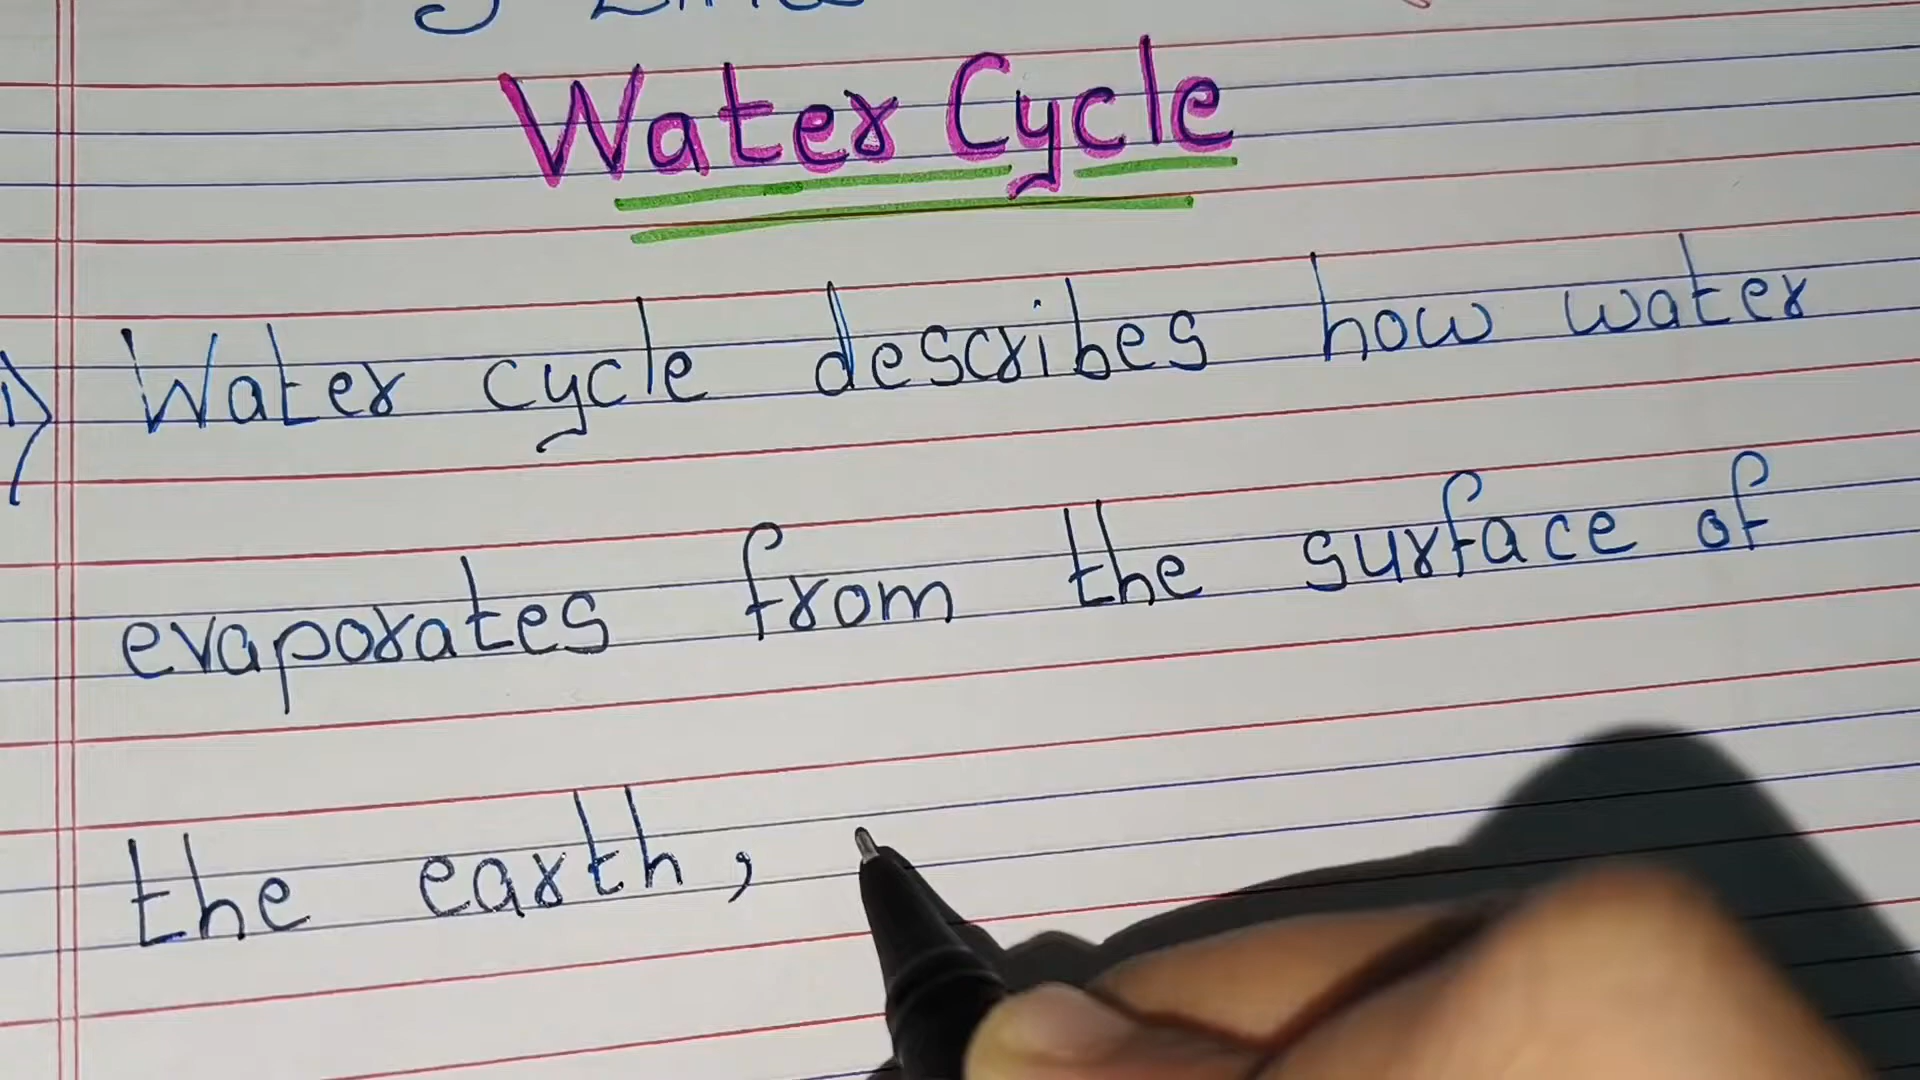 Water Cycle
1) Water cycle describes how water
evaporates from the surface of
the earth,